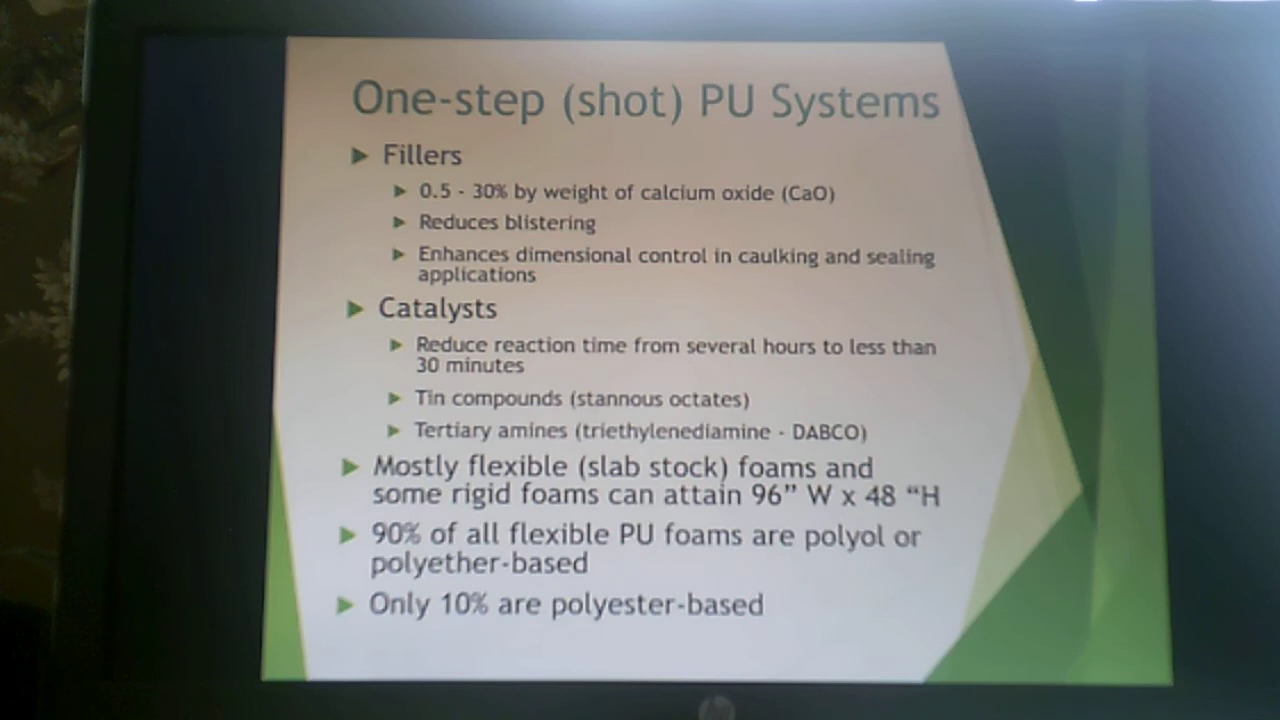 One-step (shot) PU Systems
Fillers
0.5 - 30% by weight of calcium oxide (CaO)
Reduces blistering
Enhances dimensional control in caulking and sealing
applications
Catalysts
Reduce reaction time from several hours to less than
30 minutes
Tin compounds (stannous octates)
Tertiary amines (triethylenediamine - DABCO)
Mostly flexible (slab stock) foams and
some rigid foams can attain 96” W x 48 “H
90% of all flexible PU foams are polyol or
polyether-based
Only 10% are polyester-based